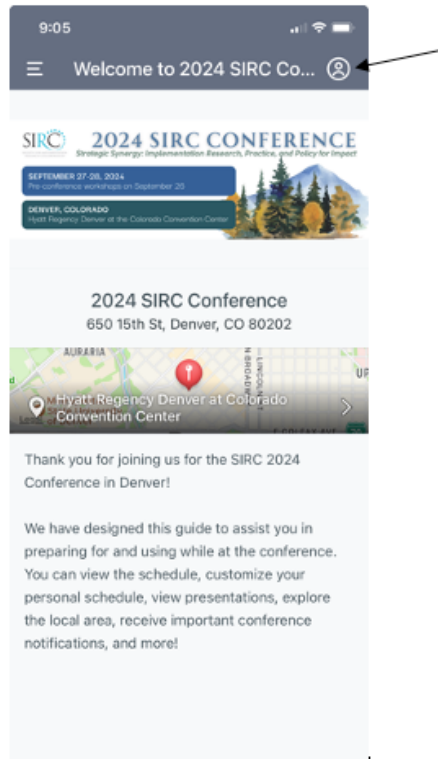 9:05
Welcome to 2024 SIRC Co...
SIRC
2024 SIRC CONFERENCE
Strategic Synergy: Implementation Research, Practice, and Policy for Impact
SEPTEMBER 27-28, 2024
Pre-conference workshops on September 26
DENVER, COLORADO
Hyatt Regency Denver at the Colorado Convention Center
2024 SIRC Conference
650 15th St, Denver, CO 80202
AURARIA
N BROADW
LINCOLN
Hyatt Regency Denver at Colorado
Convention Center
E COLFAX AVE
Thank you for joining us for the SIRC 2024
Conference in Denver!
We have designed this guide to assist you in
preparing for and using while at the conference.
You can view the schedule, customize your
personal schedule, view presentations, explore
the local area, receive important conference
notifications, and more!